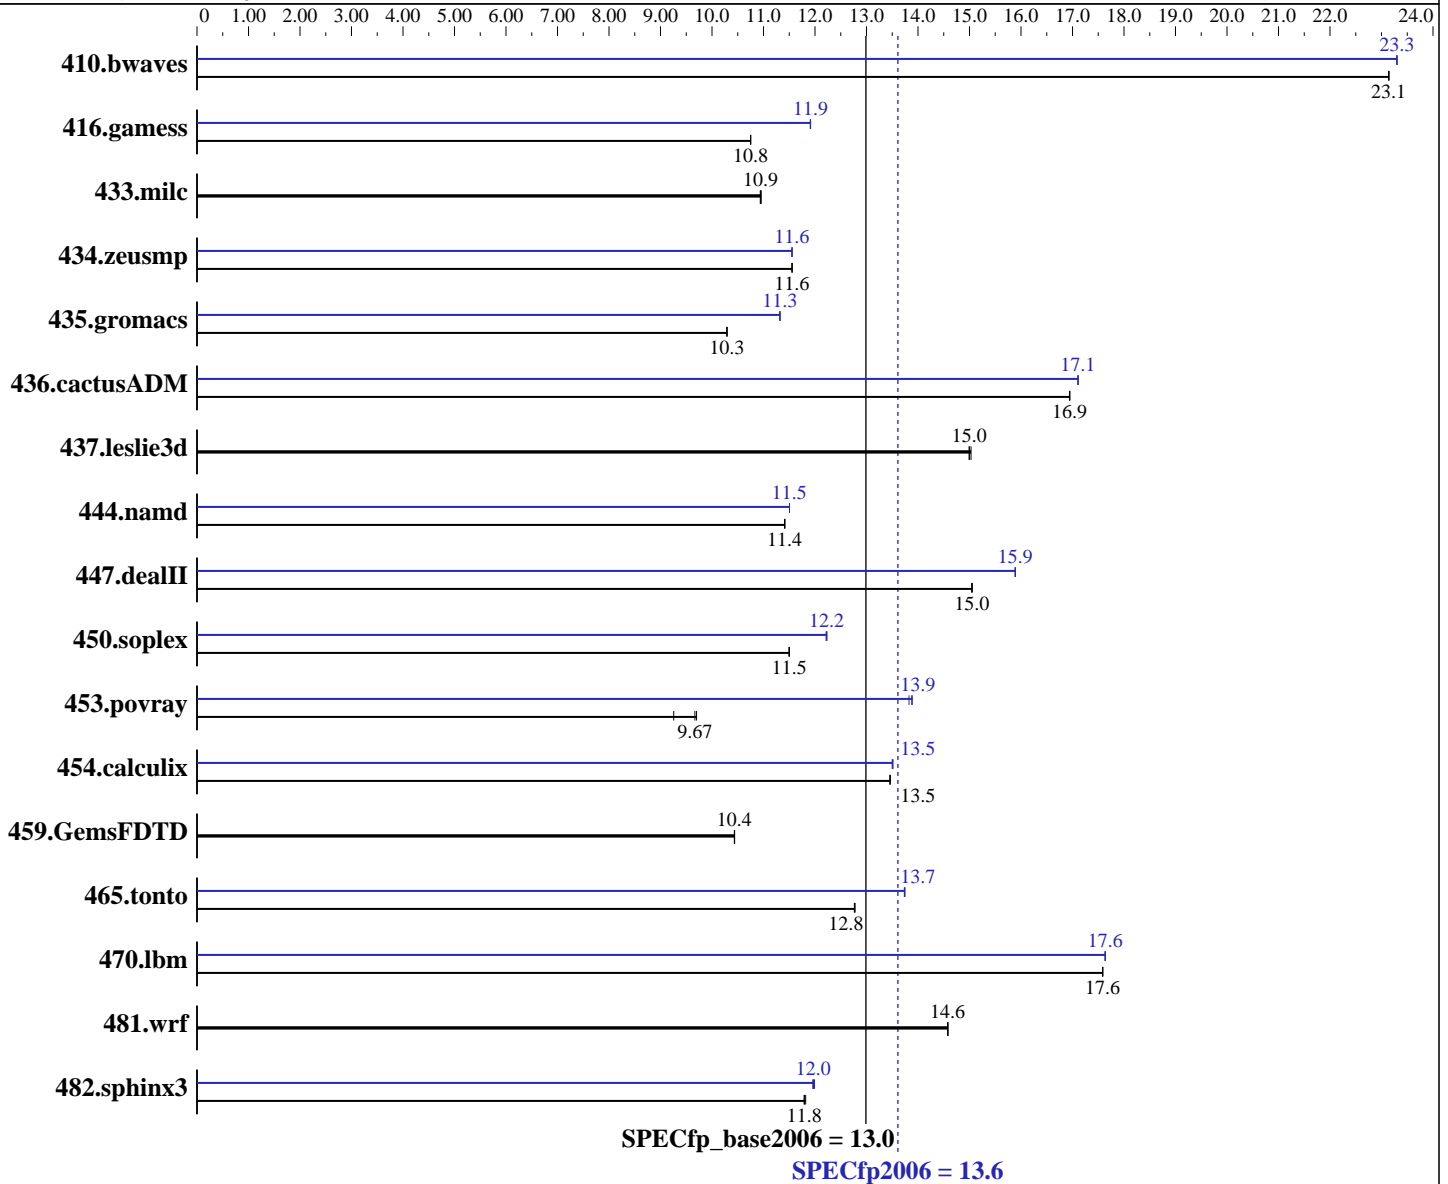 0 1.00 2.00 3.00 4.00 5.00 6.00 7.00 8.00 9.00 10.0 11.0 12.0 13.0 14.0 15.0 16.0 17.0 18.0 19.0 20.0 21.0 22.0 24.0
23.3
410.bwaves
23.1
11.9
416.gamess
10.8
10.9
433.milc
11.6
434.zeusmp
11.6
11.3
435.gromacs
10.3
17.1
436.cactusADM
16.9
15.0
437.leslie3d
11.5
444.namd
11.4
15.9
447.dealII
15.0
12.2
450.soplex
11.5
13.9
453.povray
9.67
13.5
454.calculix
13.5
10.4
459.GemsFDTD
13.7
465.tonto
12.8
17.6
470.lbm
17.6
14.6
481.wrf
12.0
482.sphinx3
11.8
SPECfp_base2006 = 13.0
SPECfp2006 = 13.6